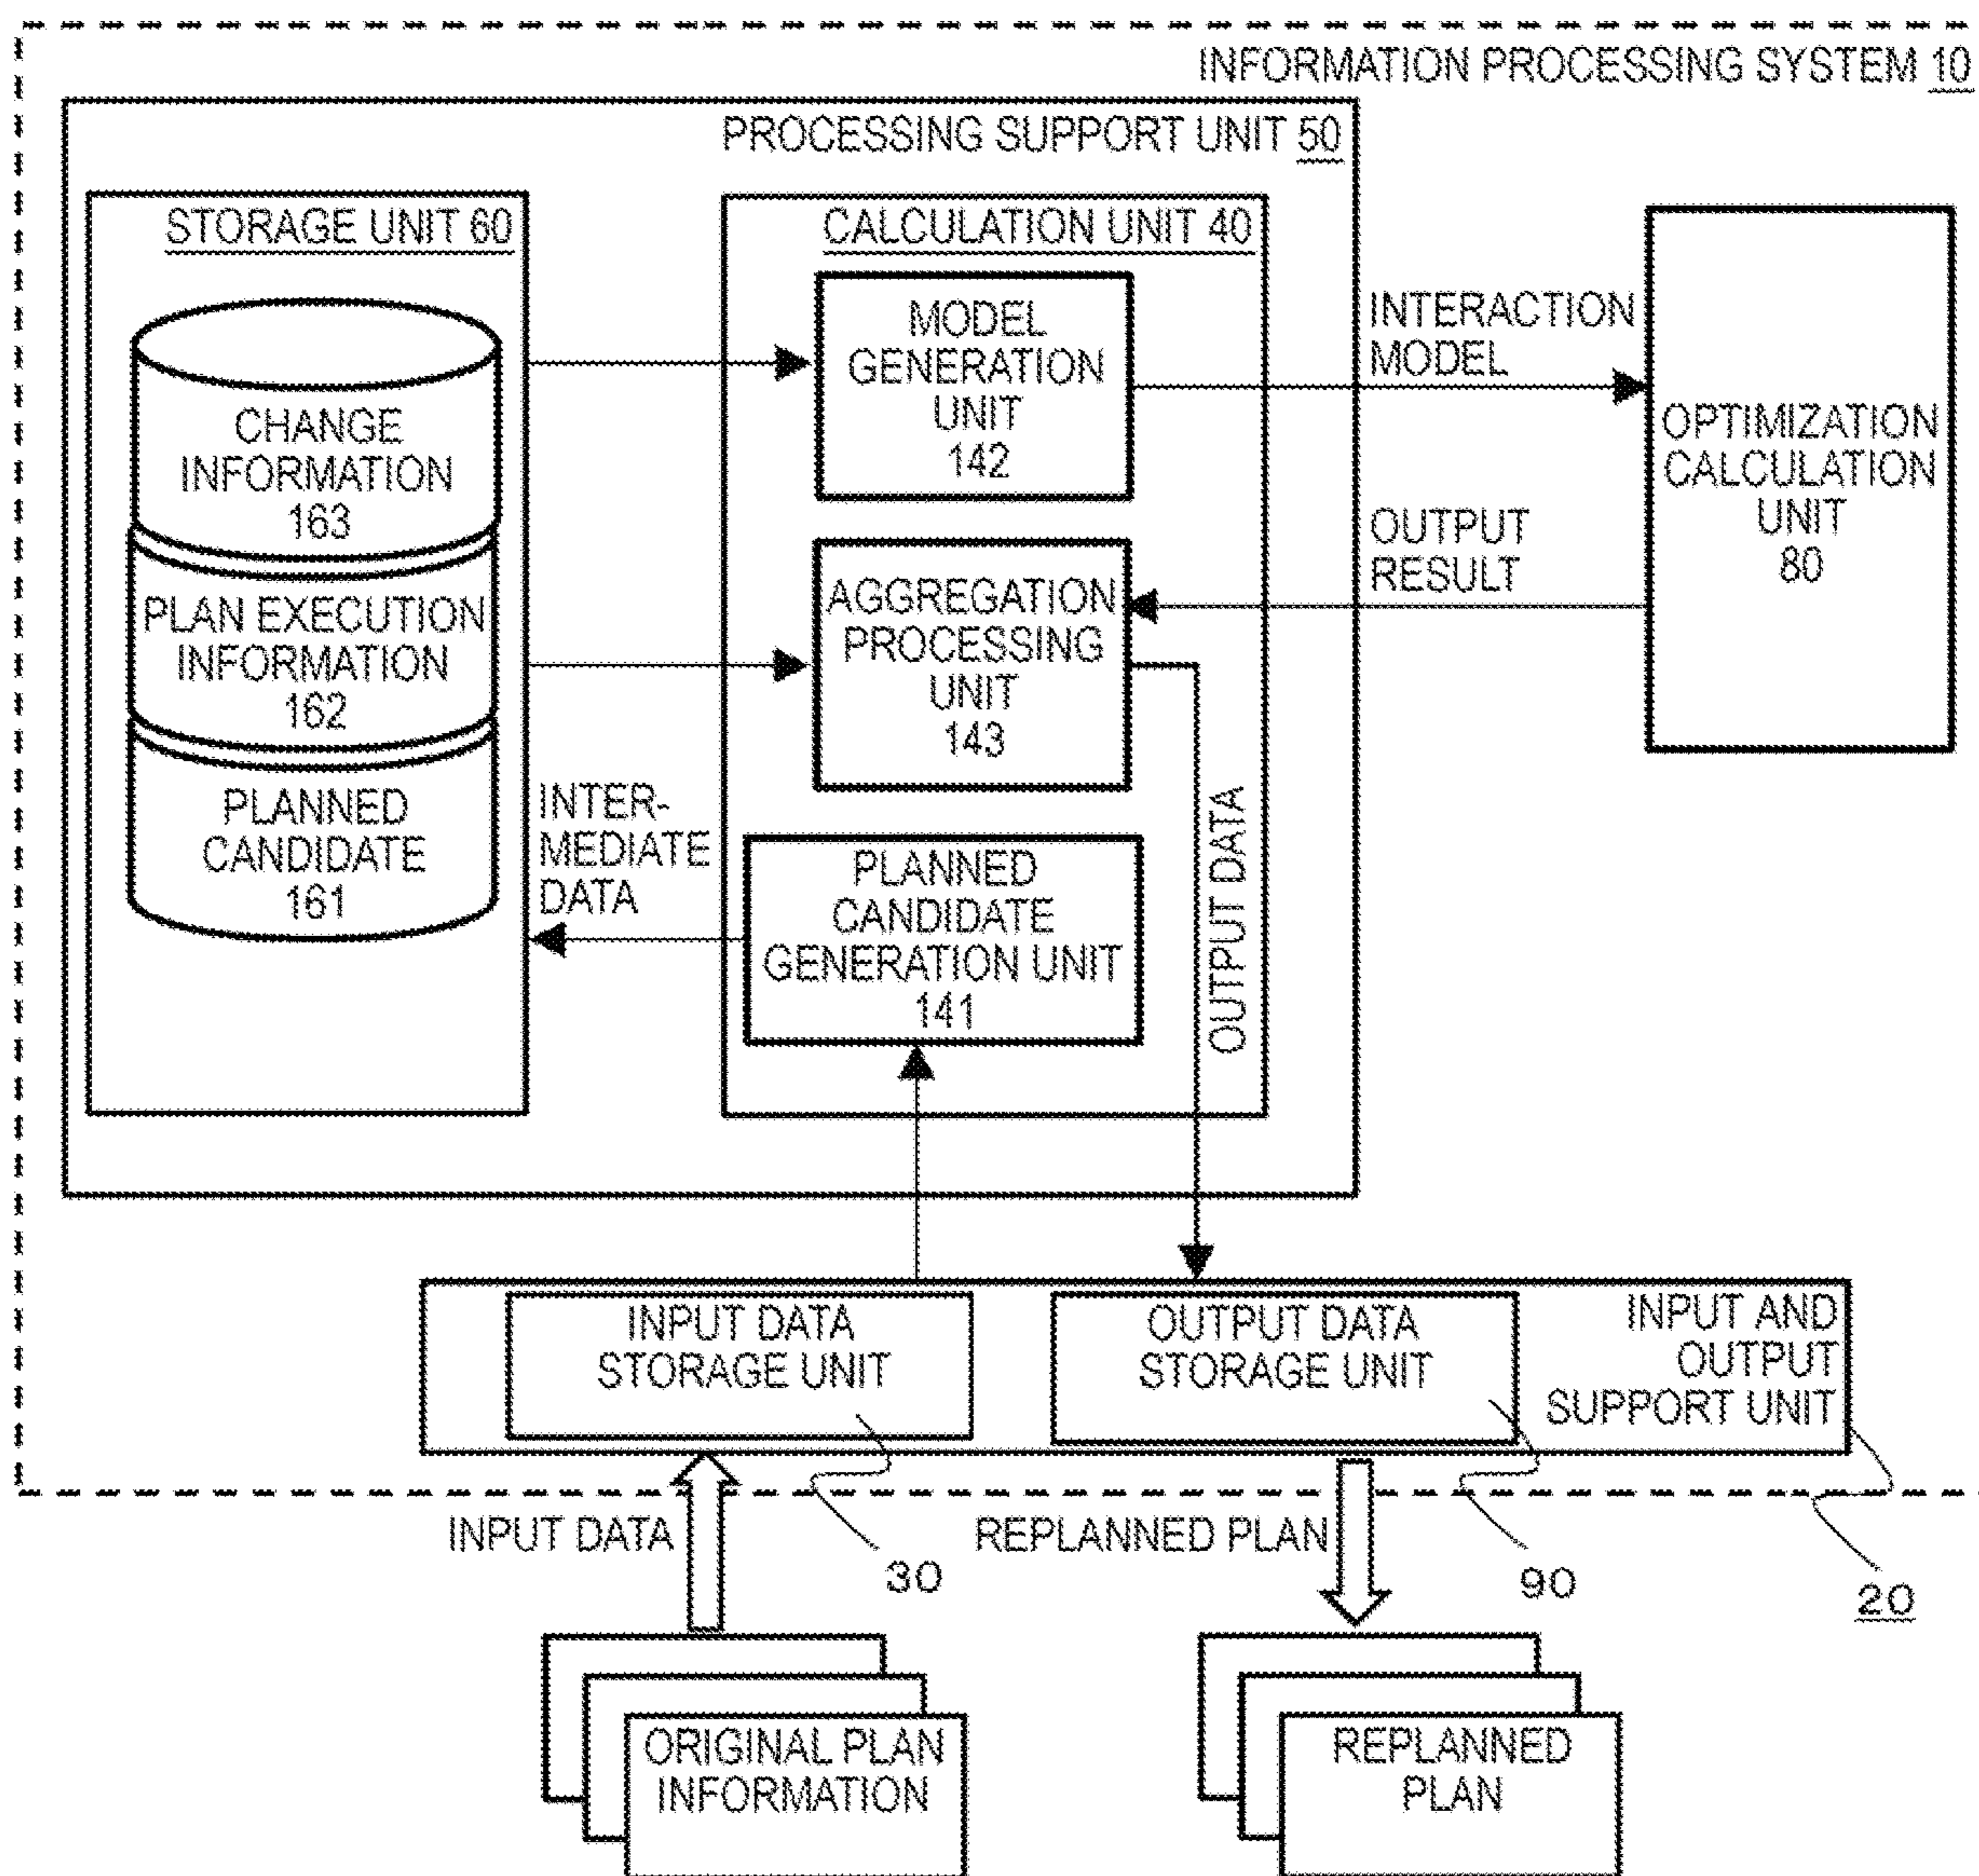 INFORMATION PROCESSING SYSTEM 10
PROCESSING SUPPORT UNIT 50
STORAGE UNIT 60
CHANGE
INFORMATION
163
PLAN EXECUTION
INFORMATION
162
PLANNED
CANDIDATE
161
INTER-
MEDIATE
DATA
CALCULATION UNIT 40
MODEL
GENERATION
UNIT
142
AGGREGATION
PROCESSING
UNIT
143
PLANNED
CANDIDATE
GENERATION UNIT
141
OUTPUT DATA
INTERACTION
MODEL
OUTPUT
RESULT
OPTIMIZATION
CALCULATION
UNIT
80
INPUT DATA
STORAGE UNIT
OUTPUT DATA
STORAGE UNIT
INPUT AND
OUTPUT
SUPPORT UNIT
INPUT DATA
30
REPLANNED PLAN
90
20
ORIGINAL PLAN
INFORMATION
REPLANNED
PLAN